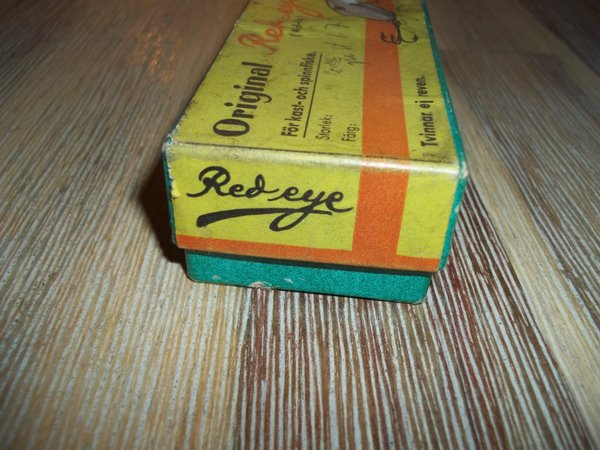 Original Red-eye
För kast- och spinnfiske.
Storlek:
Färg:
Tvinnar ej reven.
Red eye